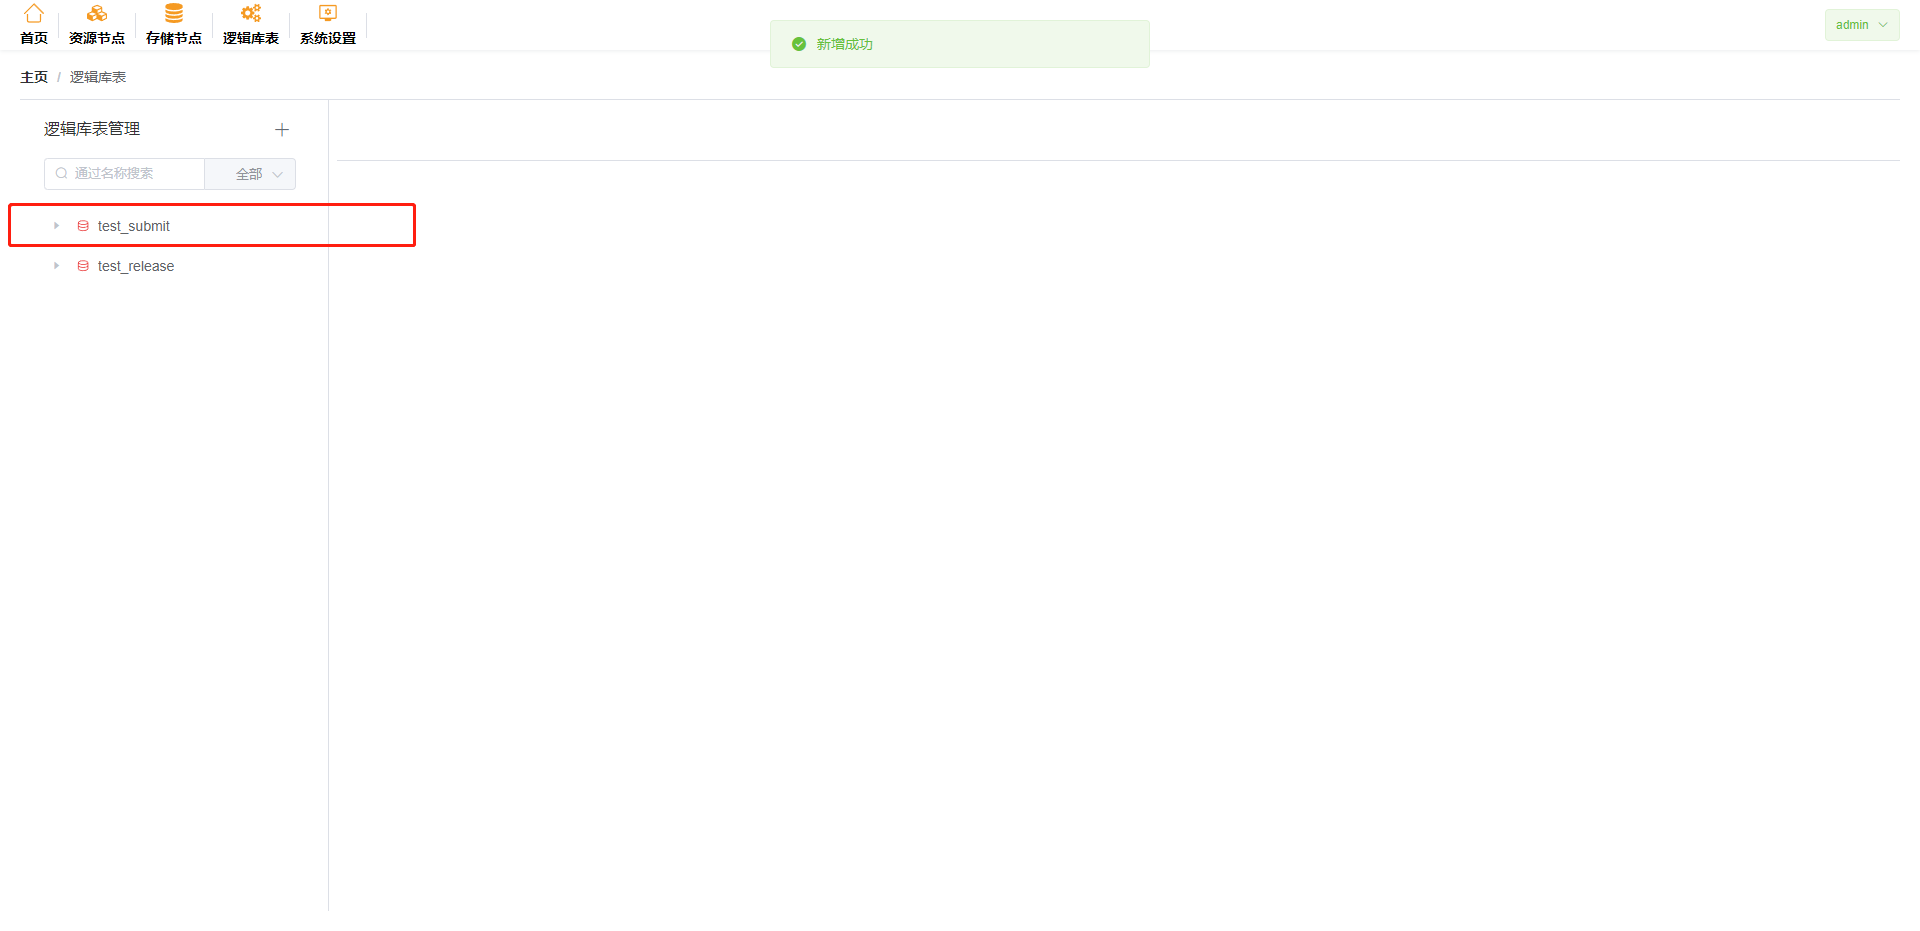 首页 资源节点 存储节点 逻辑库表 系统设置
新增成功
admin
主页 / 逻辑库表
逻辑库表管理
通过名称搜索 全部
test_submit
test_release